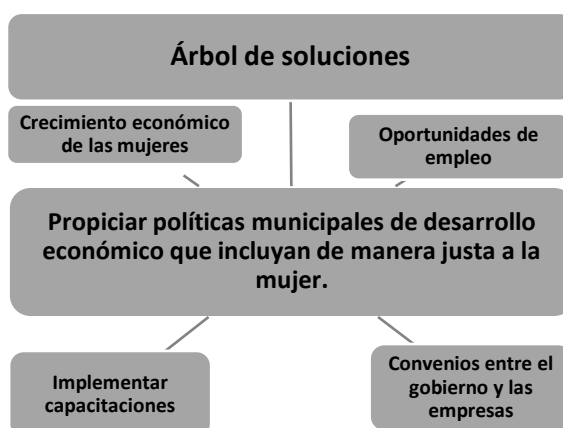 Árbol de soluciones
Crecimiento económico
de las mujeres
Oportunidades de
empleo
Propiciar políticas municipales de desarrollo
económico que incluyan de manera justa a la
mujer.
Implementar
capacitaciones
Convenios entre el
gobierno y las
empresas